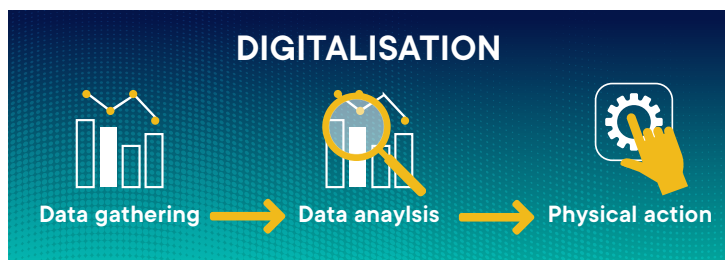 DIGITALISATION
Data gathering
Data anaylsis
Physical action